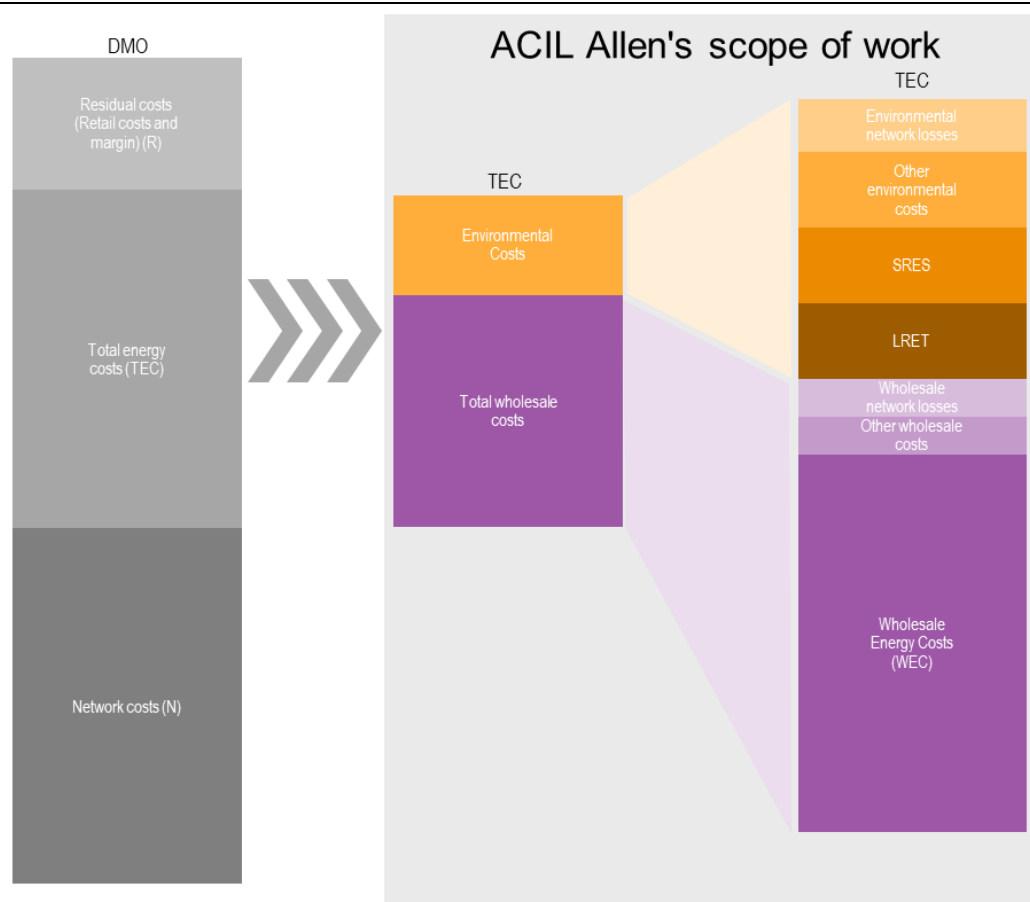 DMO
Residual costs
(Retail costs and
margin) (R)
Total energy
costs (TEC)
Network costs (N)
ACIL Allen's scope of work
TEC
Environmental
Costs
Total wholesale
costs
TEC
Environmental
network losses
Other
environmental
costs
SRES
LRET
Wholesale
network losses
Other wholesale
costs
Wholesale
Energy Costs
(WEC)